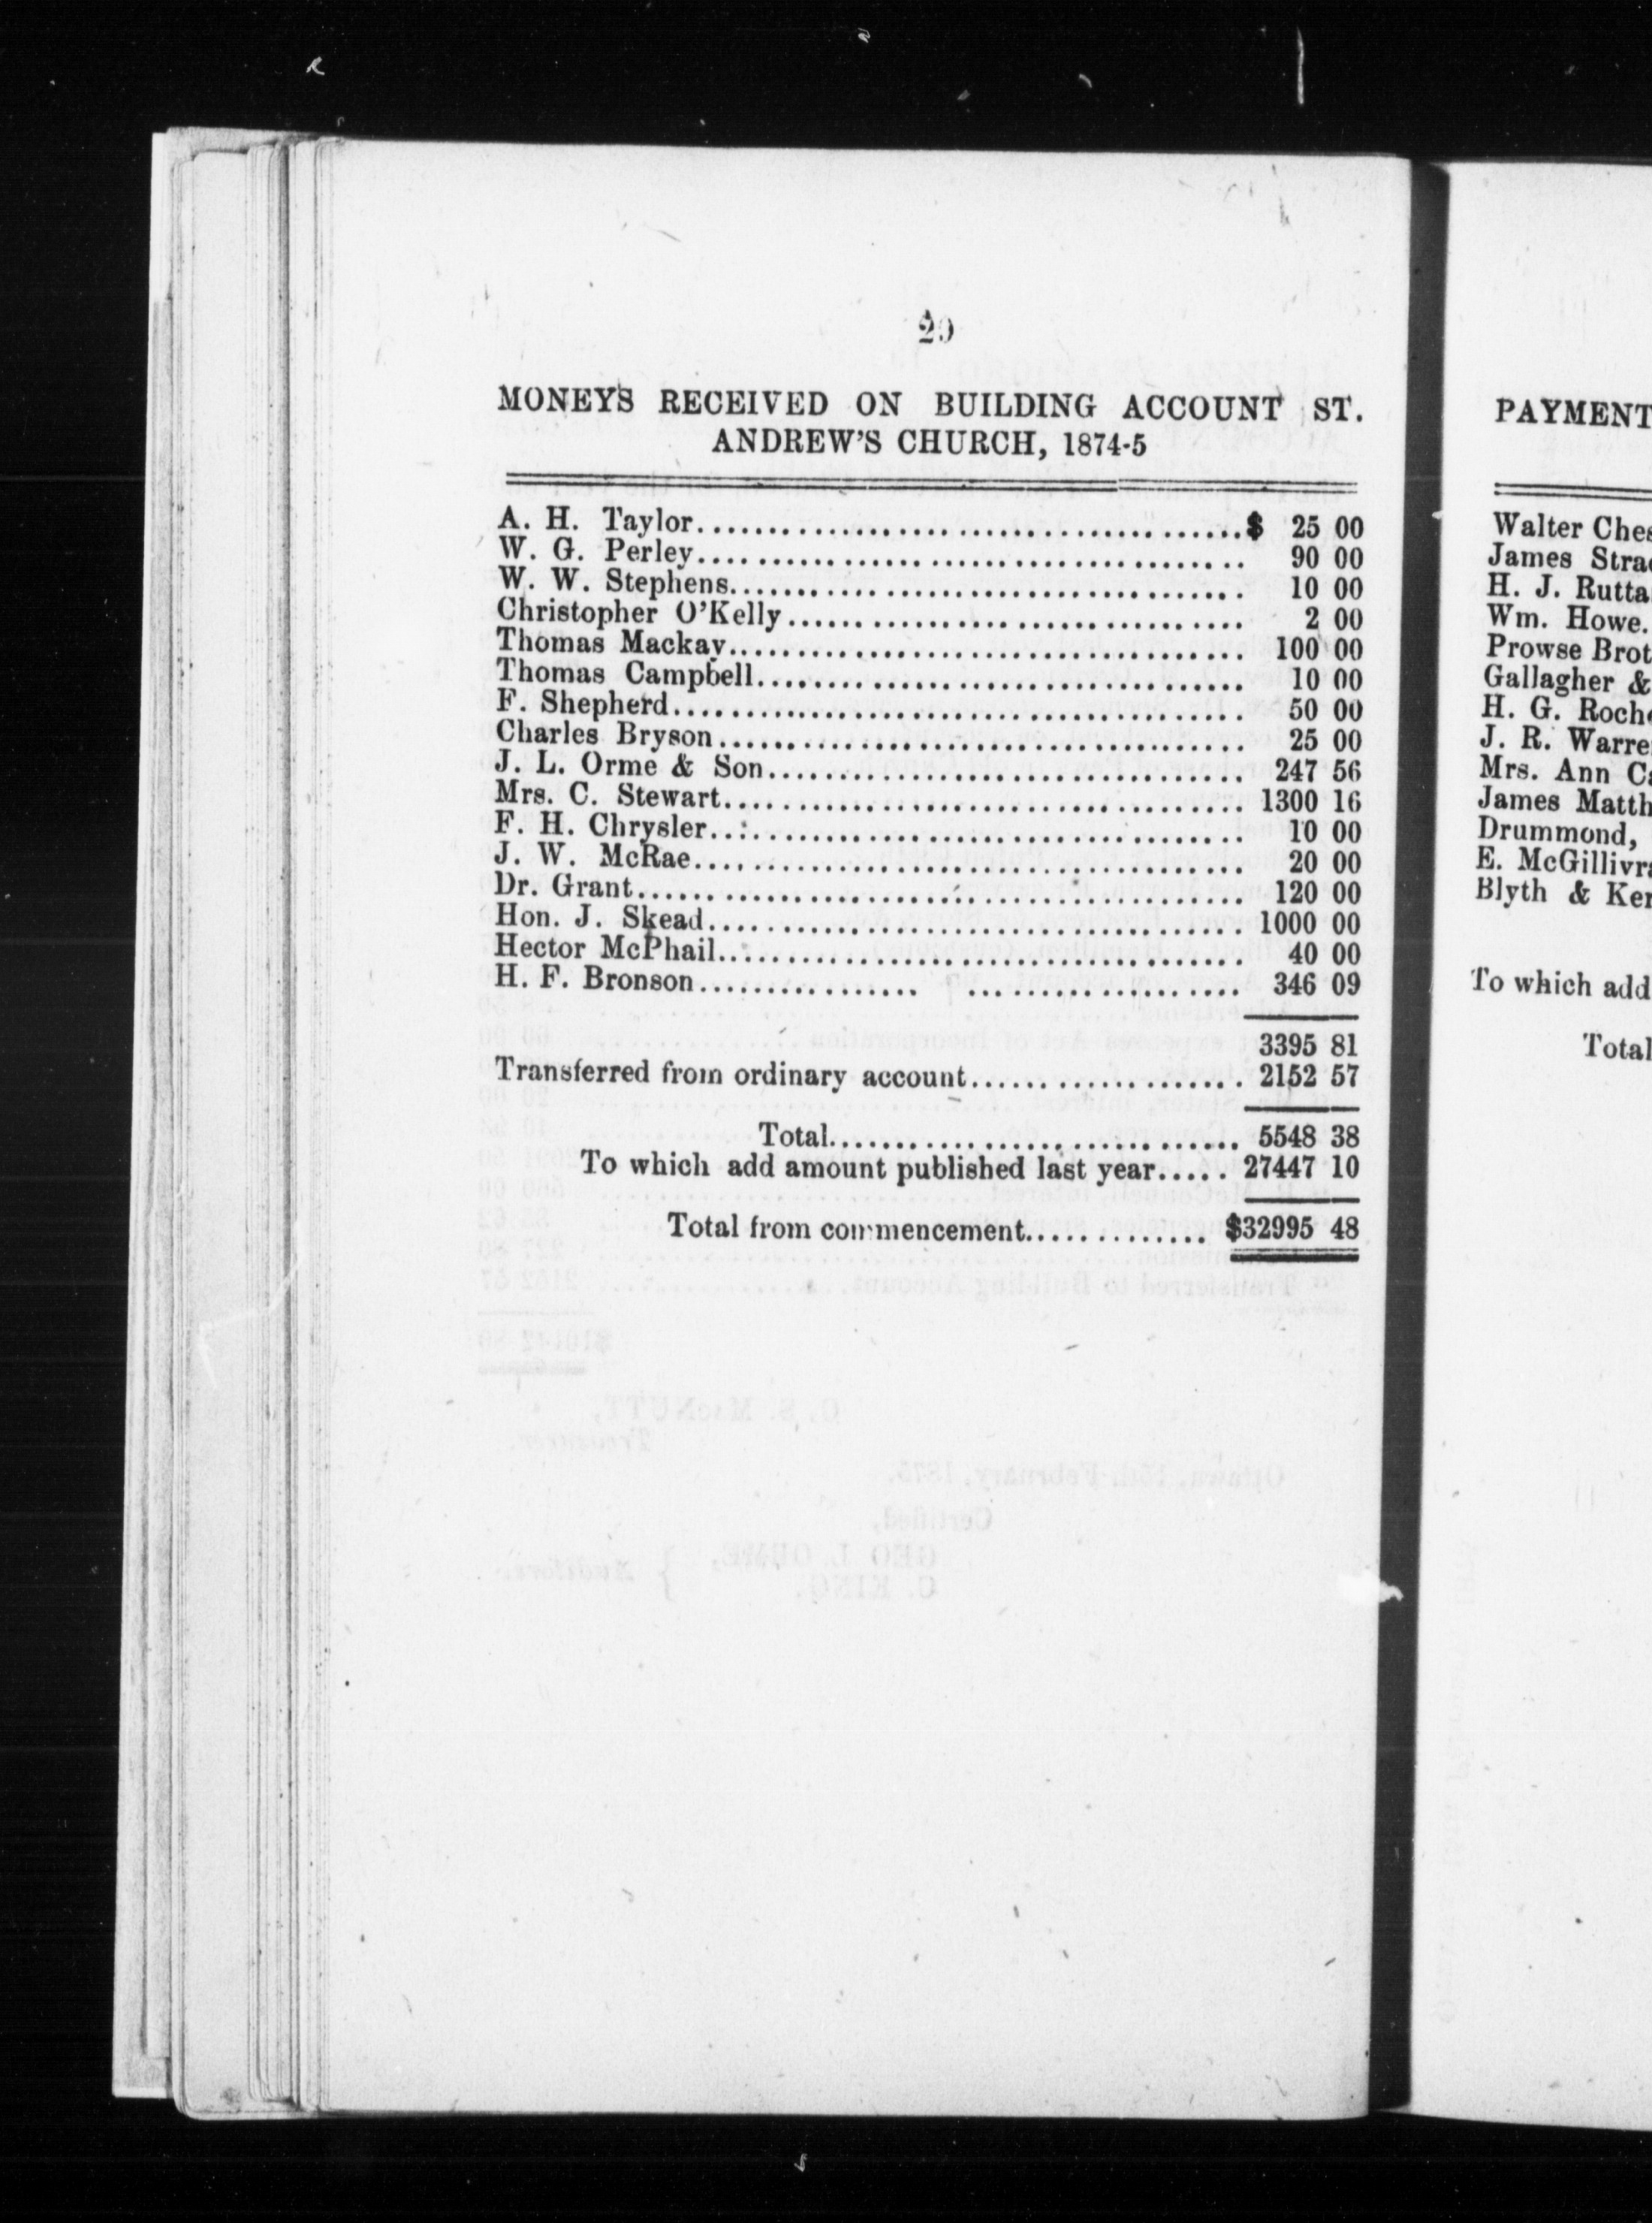 20
MONEYS RECEIVED ON BUILDING ACCOUNT ST.
ANDREW'S CHURCH, 1874-5
A. H. Taylor........................................$ 25 00
W. G. Perley........................................ 90 00
W. W. Stephens........................................ 10 00
Christopher O'Kelly........................................ 2 00
Thomas Mackay........................................ 100 00
Thomas Campbell........................................ 10 00
F. Shepherd........................................ 50 00
Charles Bryson........................................ 25 00
J. L. Orme & Son........................................ 247 56
Mrs. C. Stewart........................................ 1300 16
F. H. Chrysler........................................ 10 00
J. W. McRae........................................ 20 00
Dr. Grant........................................ 120 00
Hon. J. Skead........................................ 1000 00
Hector McPhail........................................ 40 00
H. F. Bronson................ .................... 346 09
3395 81
Transferred from ordinary account.................... 2152 57
Total.............................. 5548 38
To which add amount published last year..... 27447 10
Total from commencement.............. $32995 48
PAYMENT
Walter Ches
James Stra
H. J. Rutta
Wm. Howe.
Prowse Brot
Gallagher &
H. G. Roch
J. R. Warre
Mrs. Ann C
James Matth
Drummond,
E. McGillivr
Blyth & Ker
To which add
Total